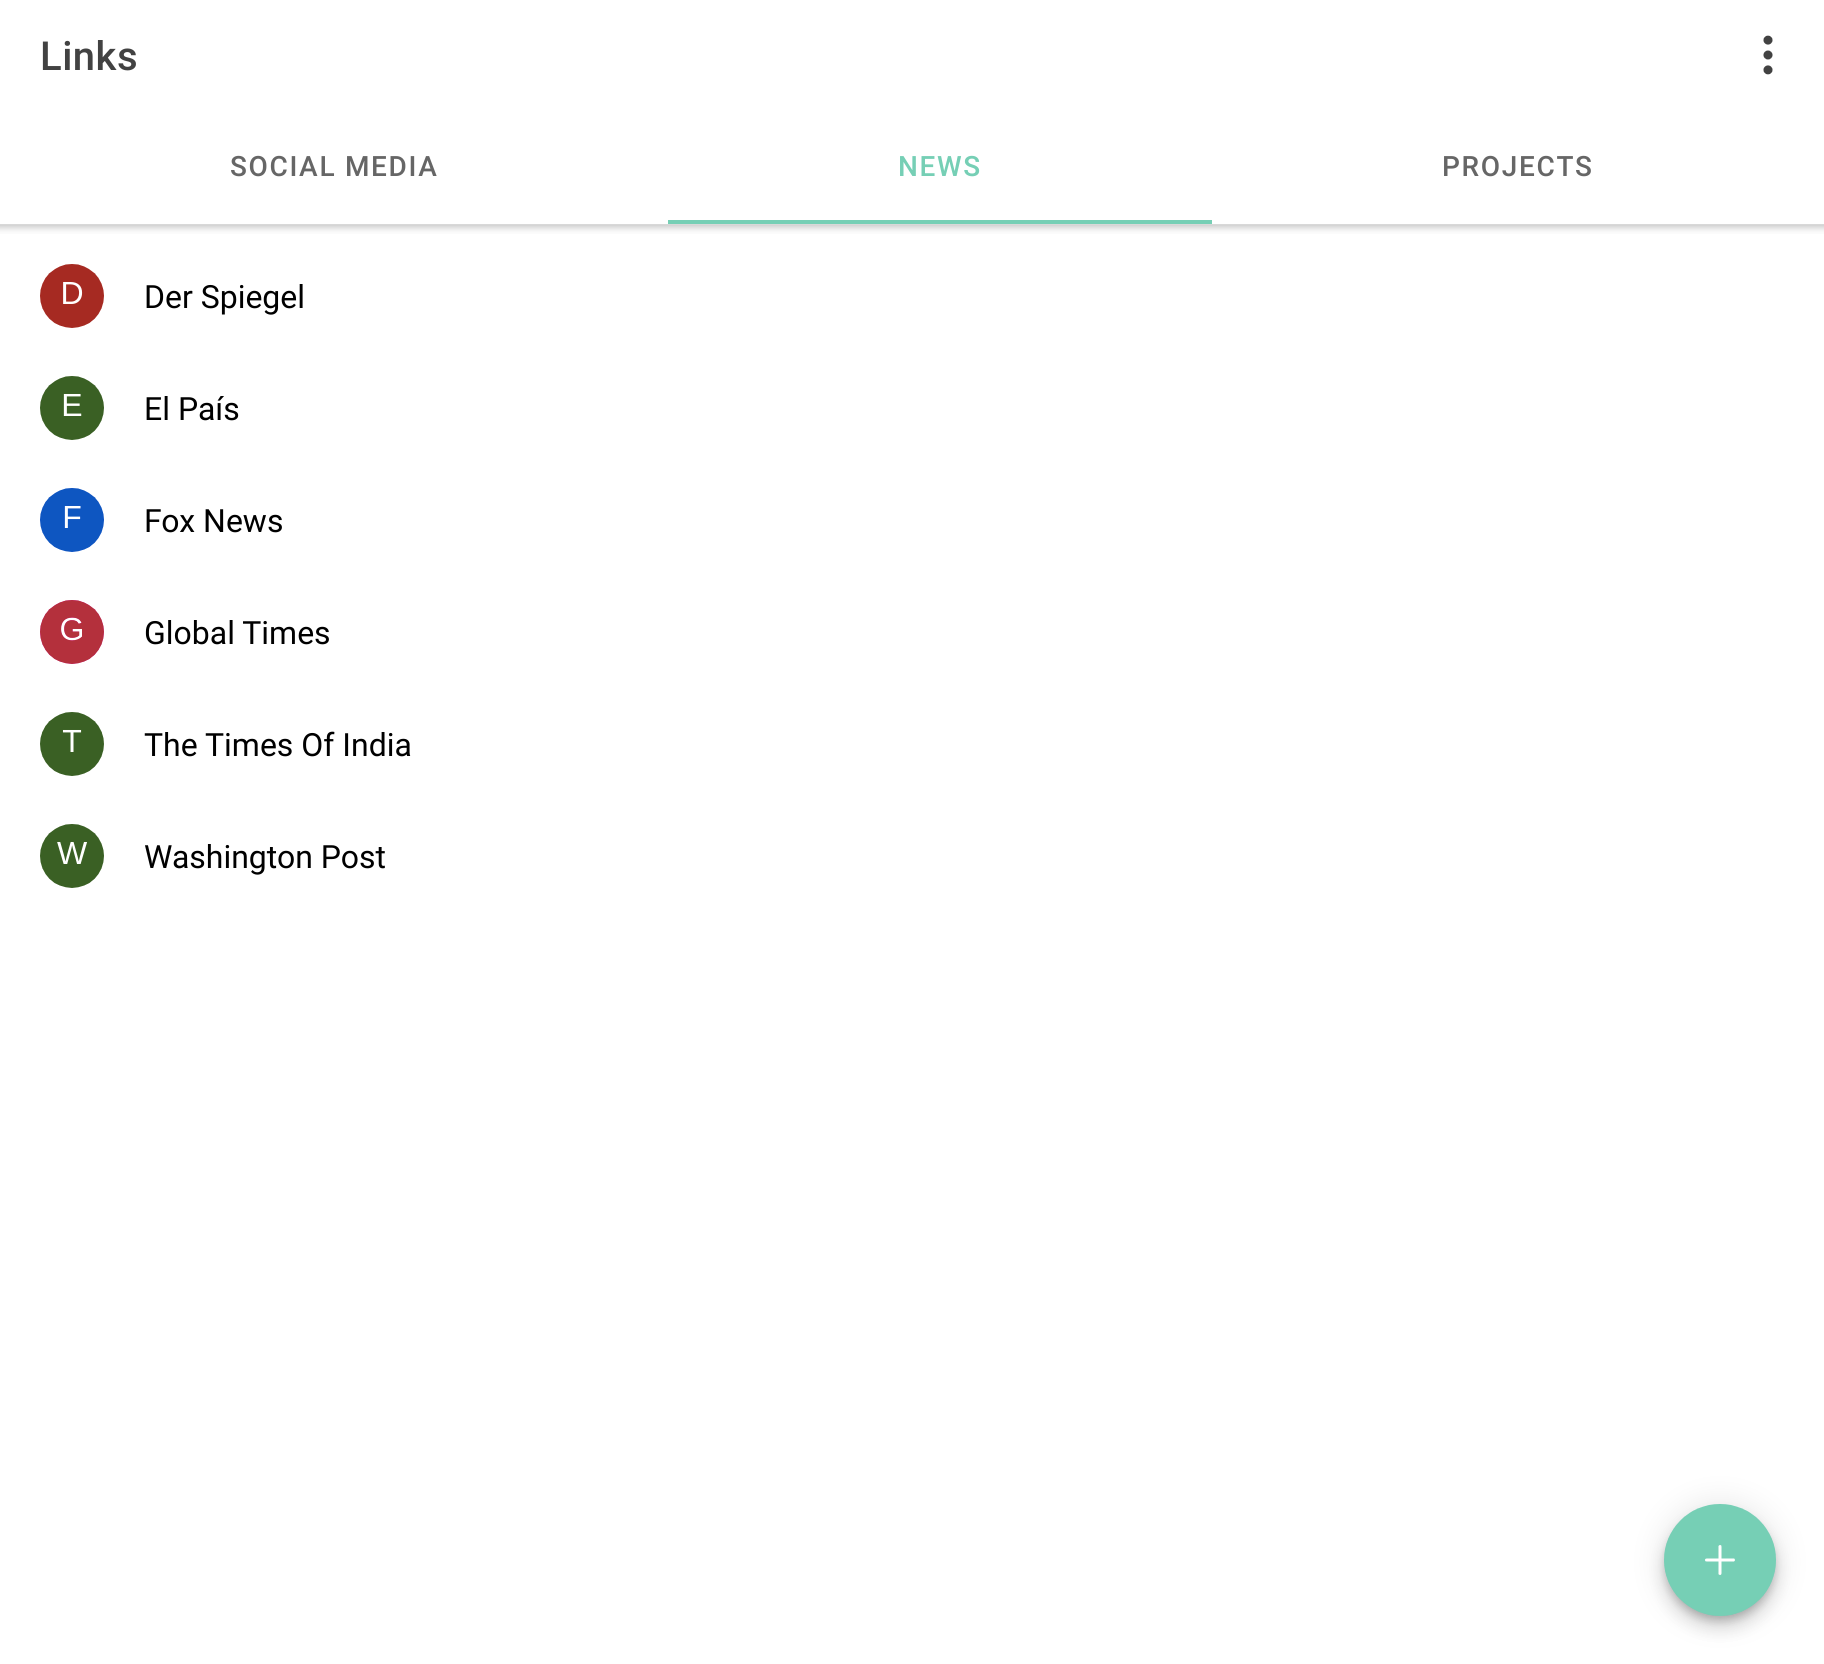 Links
SOCIAL MEDIA NEWS PROJECTS
D Der Spiegel
E El País
F Fox News
G Global Times
T The Times Of India
W Washington Post